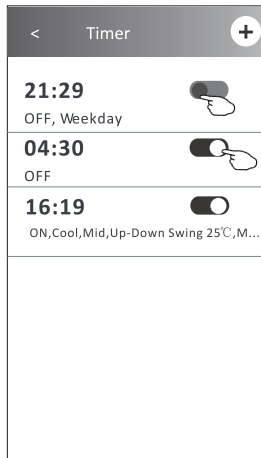 < Timer +
21:29
OFF, Weekday
04:30
OFF
16:19
ON,Cool,Mid,Up-Down Swing 25℃,M...